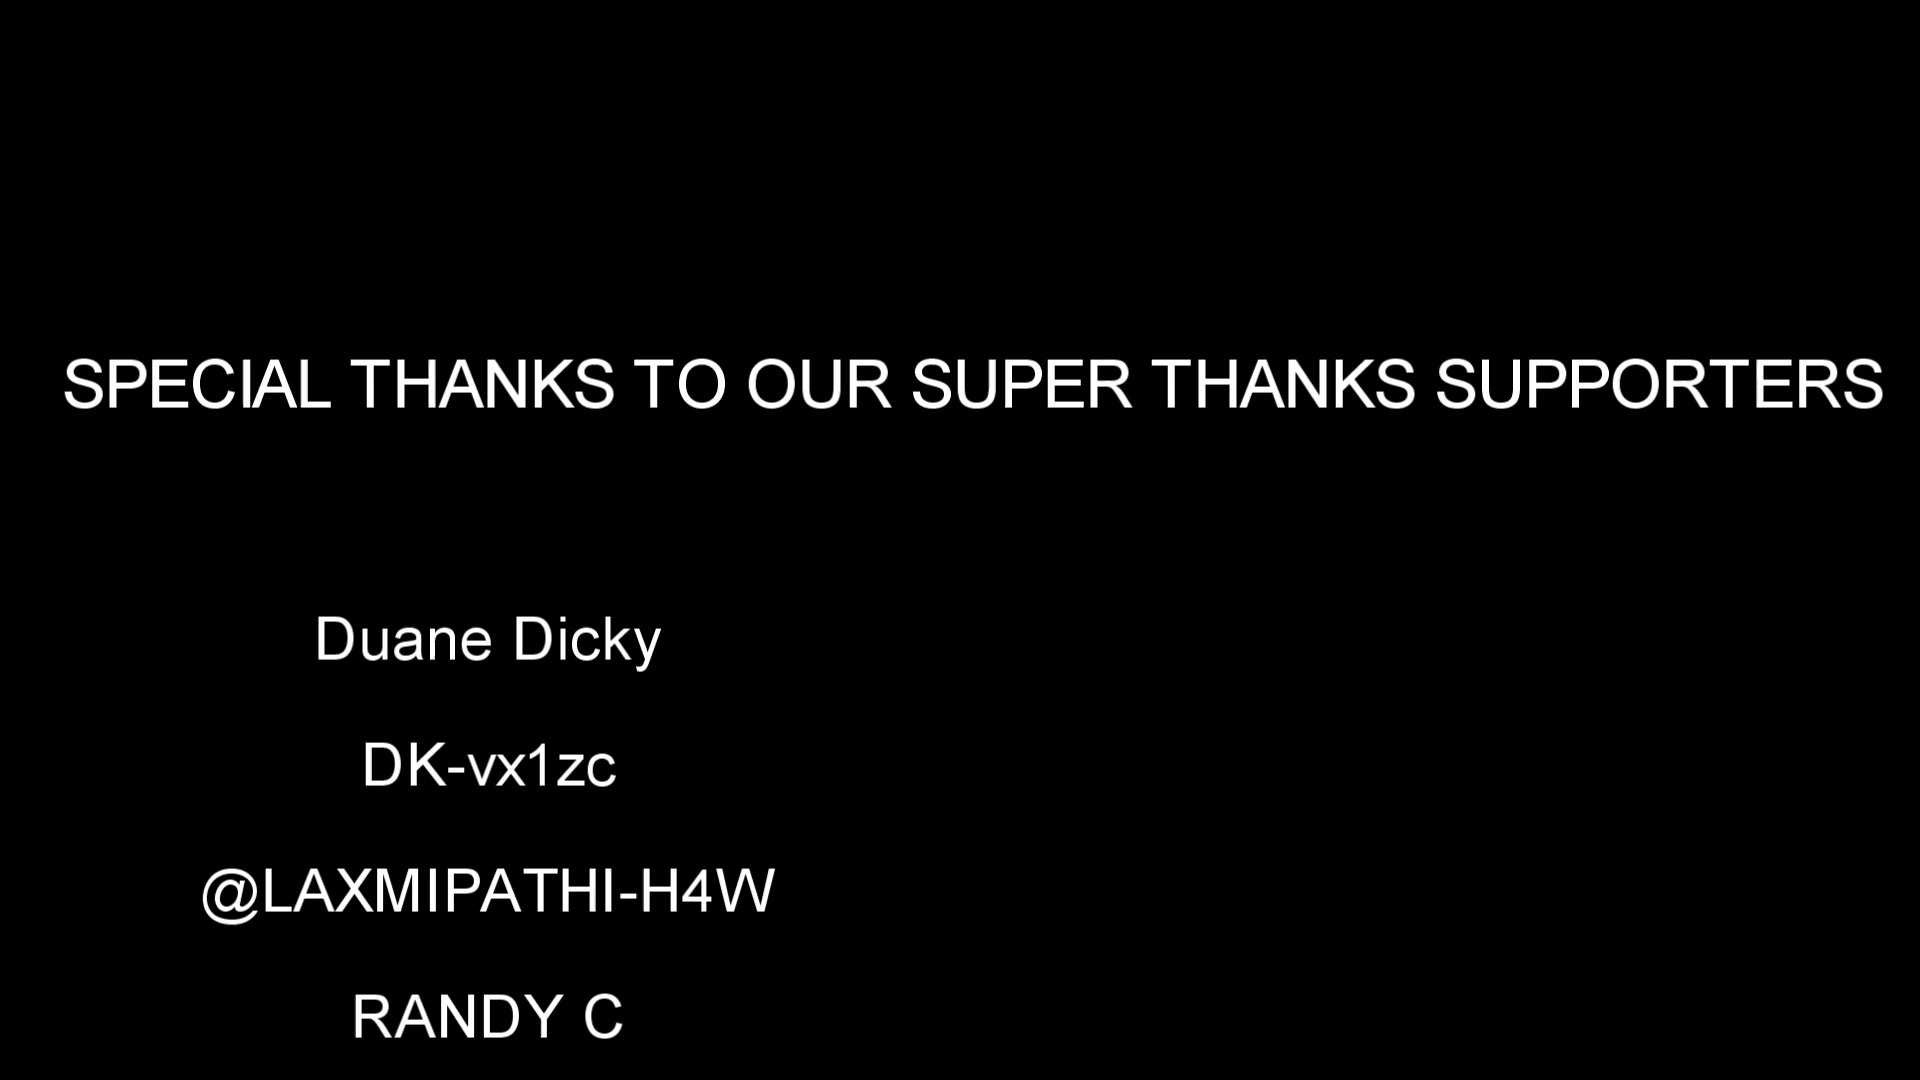 SPECIAL THANKS TO OUR SUPER THANKS SUPPORTERS
Duane Dicky
DK-vx1zc
@LAXMIPATHI-H4W
RANDY C